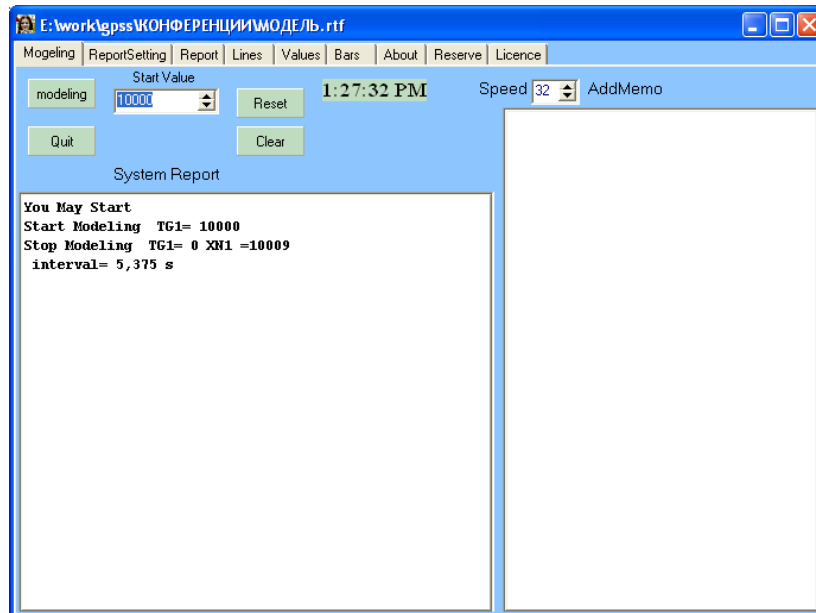 E:\work\gpss\КОНФЕРЕНЦИИ\МОДЕЛЬ.rtf
Mogeling ReportSetting Report Lines Values Bars About Reserve Licence
Start Value
modeling 10000 Reset 1:27:32 PM Speed 32 AddMemo
Quit Clear
System Report
You May Start
Start Modeling TG1= 10000
Stop Modeling TG1= 0 XN1 =10009
interval= 5,375 s